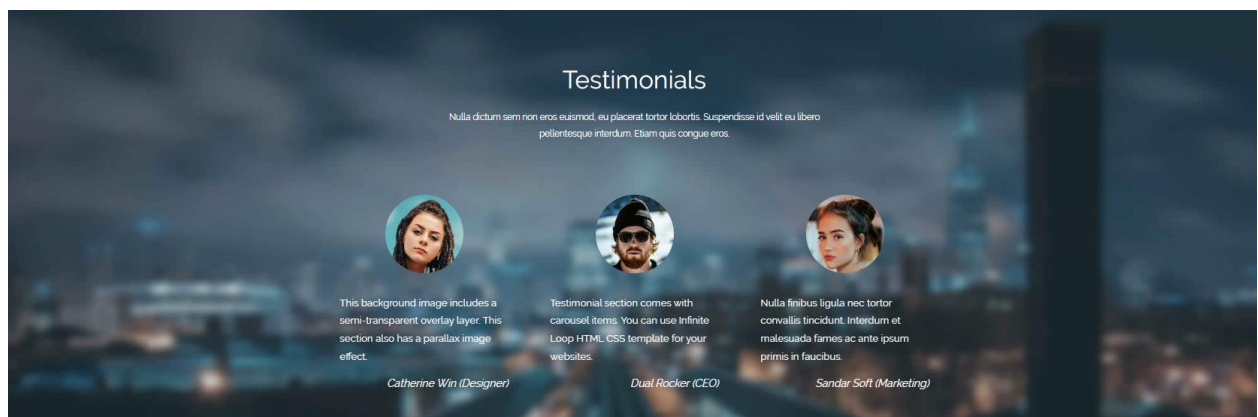 Testimonials
Nulla dictum sem non eros euismod, eu placerat tortor lobortis. Suspendisse id velit eu libero
pellentesque interdum. Etiam quis congue eros.
This background image includes a
semi-transparent overlay layer. This
section also has a parallax image
effect.
Catherine Win (Designer)
Testimonial section comes with
carousel items. You can use Infinite
Loop HTML CSS template for your
websites.
Dual Rocker (CEO)
Nulla finibus ligula nec tortor
convallis tincidunt. Interdum et
malesuada fames ac ante ipsum
primis in faucibus.
Sandar Soft (Marketing)